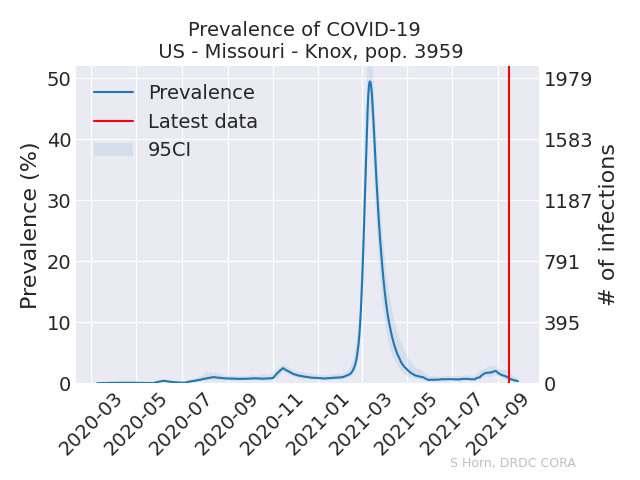 Prevalence of COVID-19
US - Missouri - Knox, pop. 3959
Prevalence
Latest data
95CI
Prevalence (%)
50
40
30
20
10
0
1979
1583
1187
791
395
0
# of infections
2020-03
2020-05
2020-07
2020-09
2020-11
2021-01
2021-03
2021-05
2021-07
2021-09
S Horn, DRDC CORA